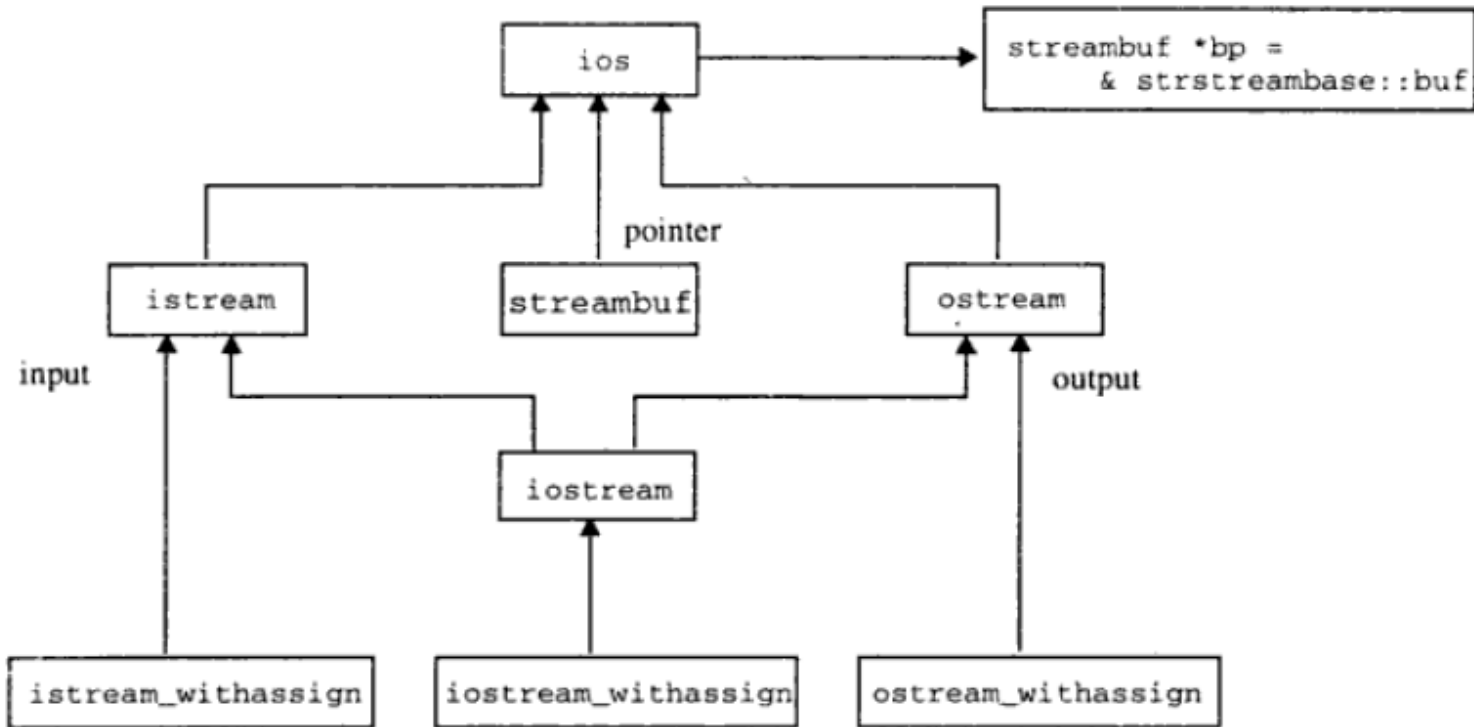 ios
streambuf *bp =
& strstreambase::buf
pointer
istream
streambuf
ostream
input
output
iostream
istream_withassign
iostream_withassign
ostream_withassign